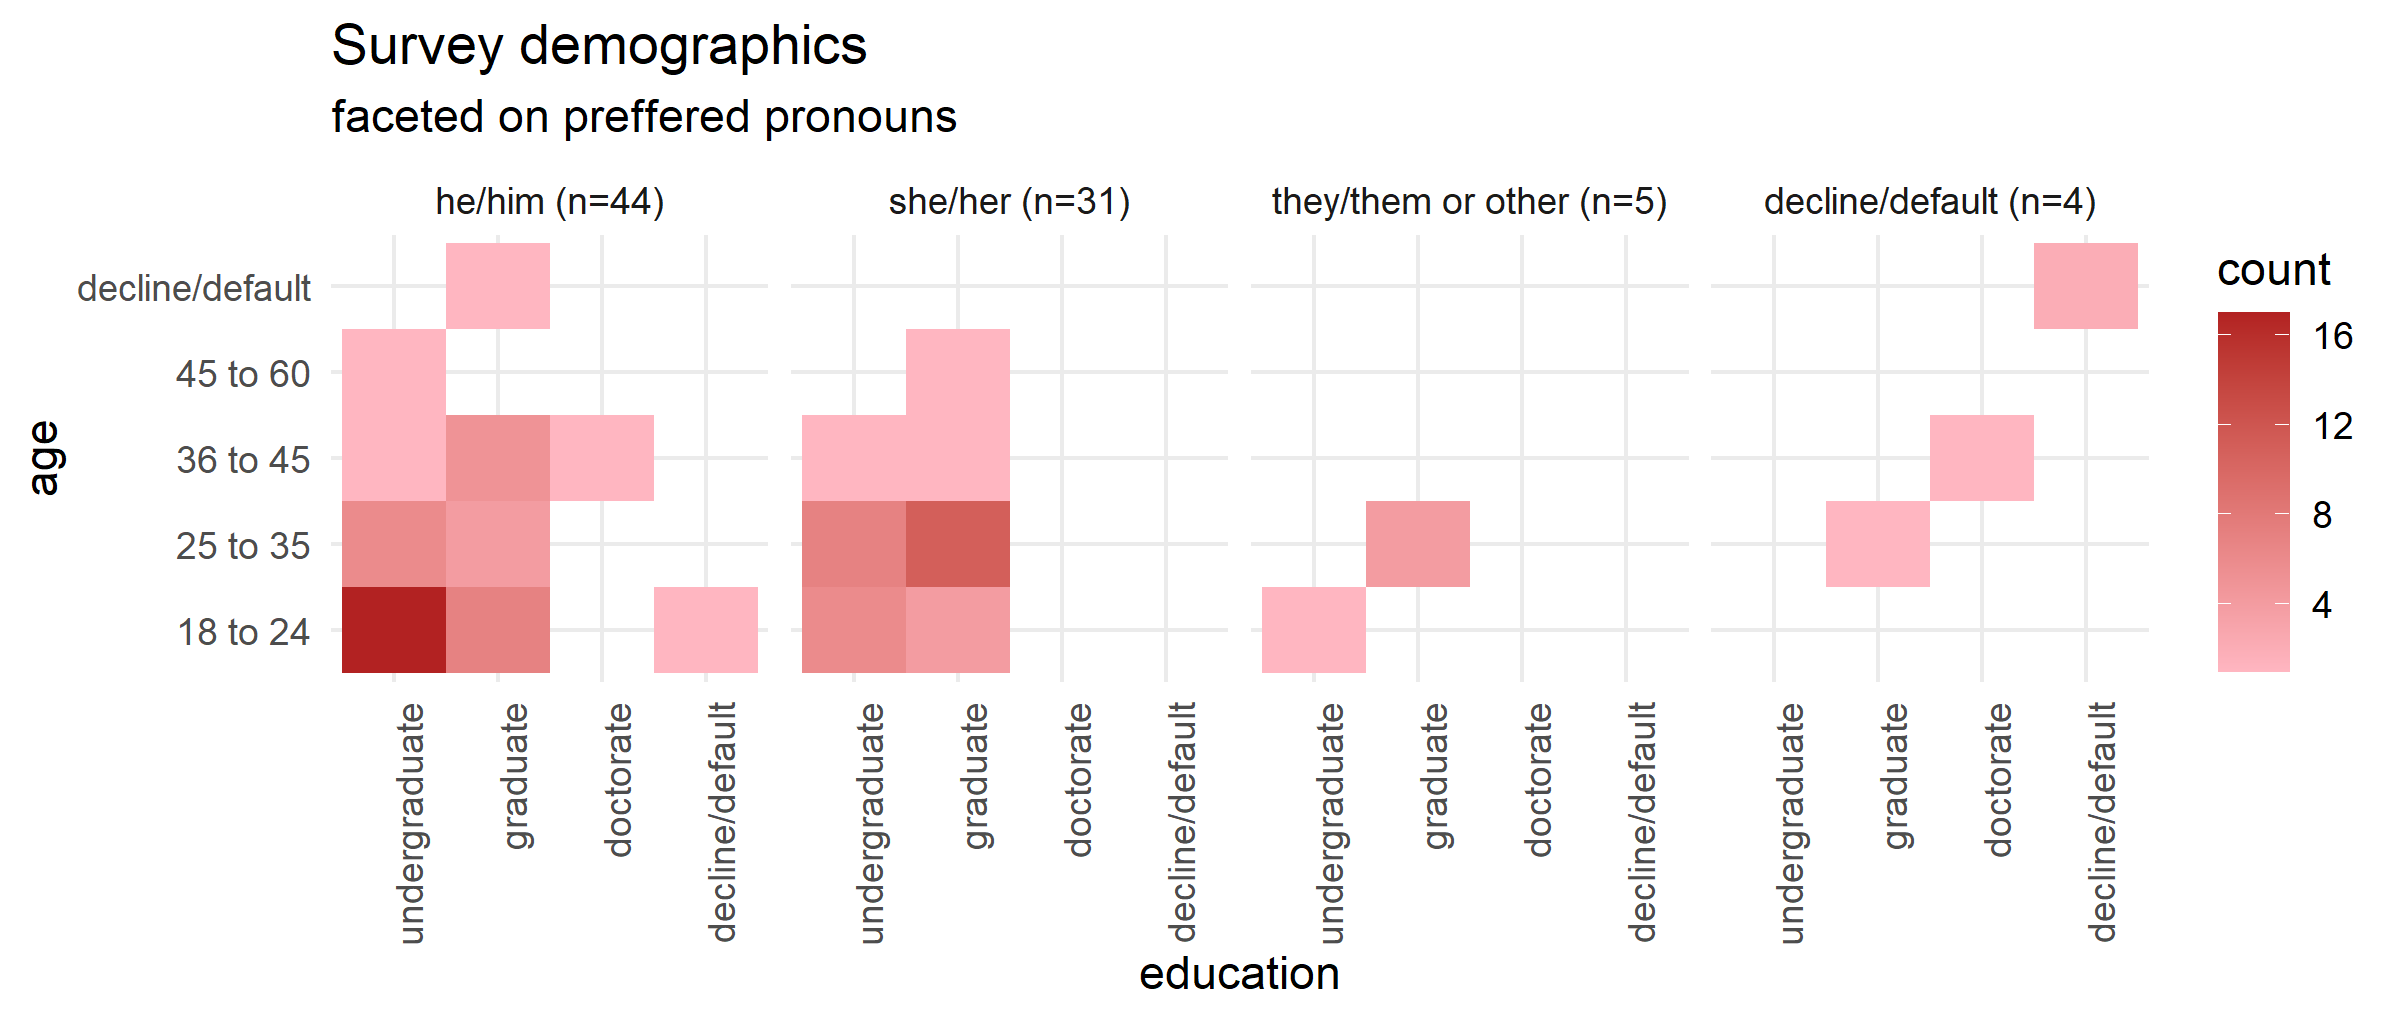 Survey demographics
faceted on preffered pronouns
he/him (n=44)
she/her (n=31)
they/them or other (n=5)
decline/default (n=4)
age
decline/default
45 to 60
36 to 45
25 to 35
18 to 24
undergraduate
graduate
doctorate
decline/default
undergraduate
graduate
doctorate
decline/default
undergraduate
graduate
doctorate
decline/default
undergraduate
graduate
doctorate
decline/default
education
count
16
12
8
4